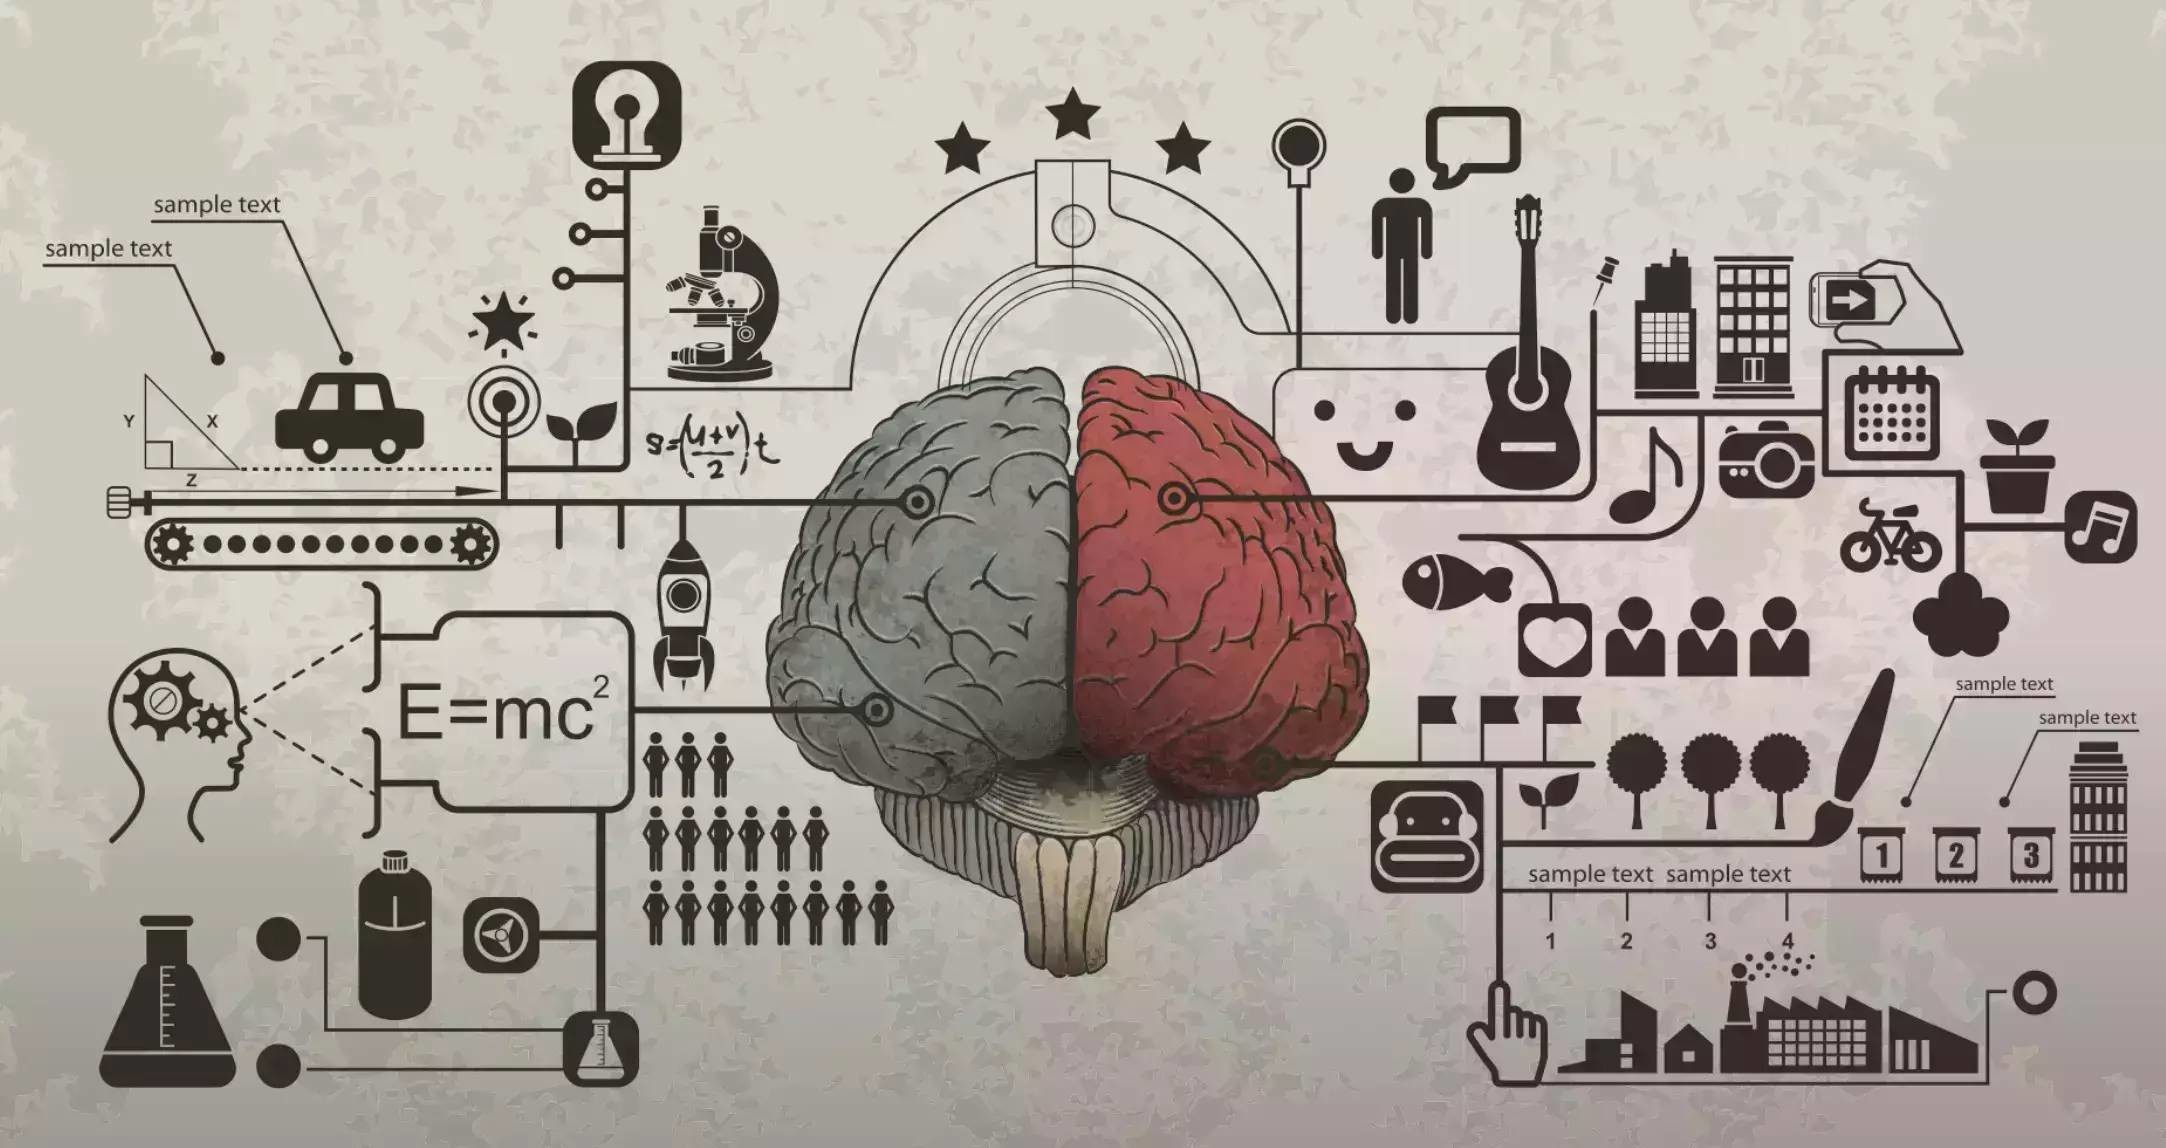 sample text
sample text
Y
X
Z
s=(u+v/2)t
E=mc²
sample text
sample text
1 2 3
sample text sample text
1 2 3 4